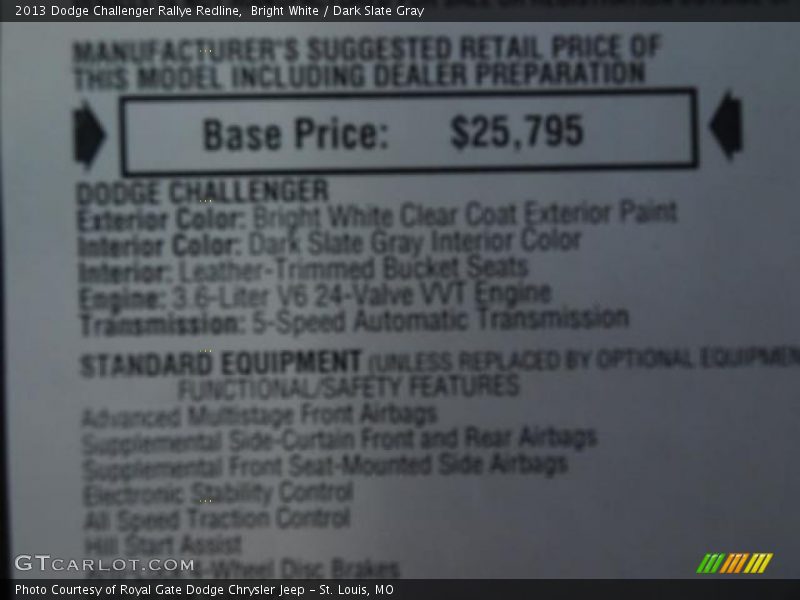 2013 Dodge Challenger Rallye Redline,  Bright White / Dark Slate Gray
MANUFACTURER'S SUGGESTED RETAIL PRICE OF
THIS MODEL INCLUDING DEALER PREPARATION
Base Price: $25,795
DODGE CHALLENGER
Exterior Color: Bright White Clear Coat Exterior Paint
Interior Color: Dark Slate Gray Interior Color
Interior: Leather-Trimmed Bucket Seats
Engine: 3.6-Liter V6 24-Valve VVT Engine
Transmission: 5-Speed Automatic Transmission
STANDARD EQUIPMENT (UNLESS REPLACED BY OPTIONAL EQUIPMEN
FUNCTIONAL/SAFETY FEATURES
Advanced Multistage Front Airbags
Supplemental Side-Curtain Front and Rear Airbags
Supplemental Front Seat-Mounted Side Airbags
Electronic Stability Control
All Speed Traction Control
Hill Start Assist
4-Wheel Disc Brakes
GTCARLOT.COM
Photo Courtesy of Royal Gate Dodge Chrysler Jeep - St. Louis, MO